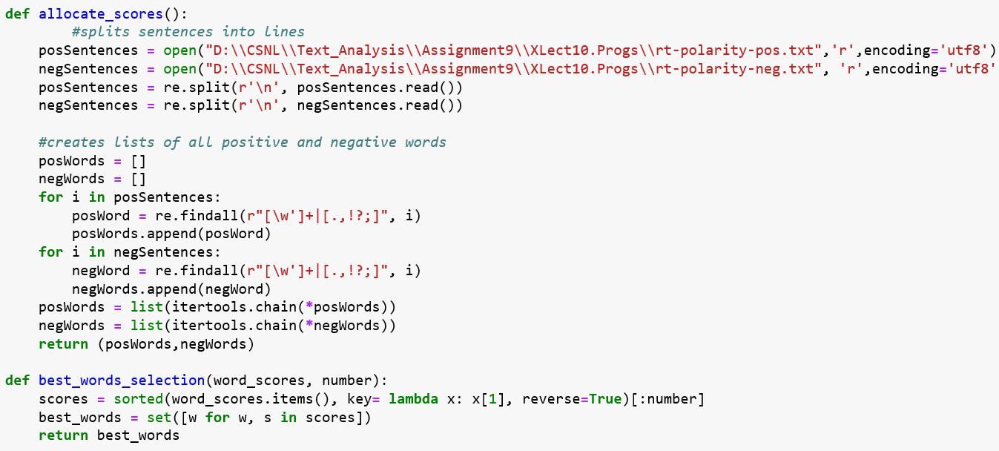 def allocate_scores():
        #splits sentences into lines
    posSentences = open("D:\\CSNL\\Text_Analysis\\Assignment9\\XLect10.Progs\\rt-polarity-pos.txt",'r',encoding='utf8')
    negSentences = open("D:\\CSNL\\Text_Analysis\\Assignment9\\XLect10.Progs\\rt-polarity-neg.txt", 'r',encoding='utf8'
    posSentences = re.split(r'\n', posSentences.read())
    negSentences = re.split(r'\n', negSentences.read())

    #creates lists of all positive and negative words
    posWords = []
    negWords = []
    for i in posSentences:
        posWord = re.findall(r"[\w']+|[.,!?;]", i)
        posWords.append(posWord)
    for i in negSentences:
        negWord = re.findall(r"[\w']+|[.,!?;]", i)
        negWords.append(negWord)
    posWords = list(itertools.chain(*posWords))
    negWords = list(itertools.chain(*negWords))
    return (posWords,negWords)

def best_words_selection(word_scores, number):
    scores = sorted(word_scores.items(), key= lambda x: x[1], reverse=True)[:number]
    best_words = set([w for w, s in scores])
    return best_words